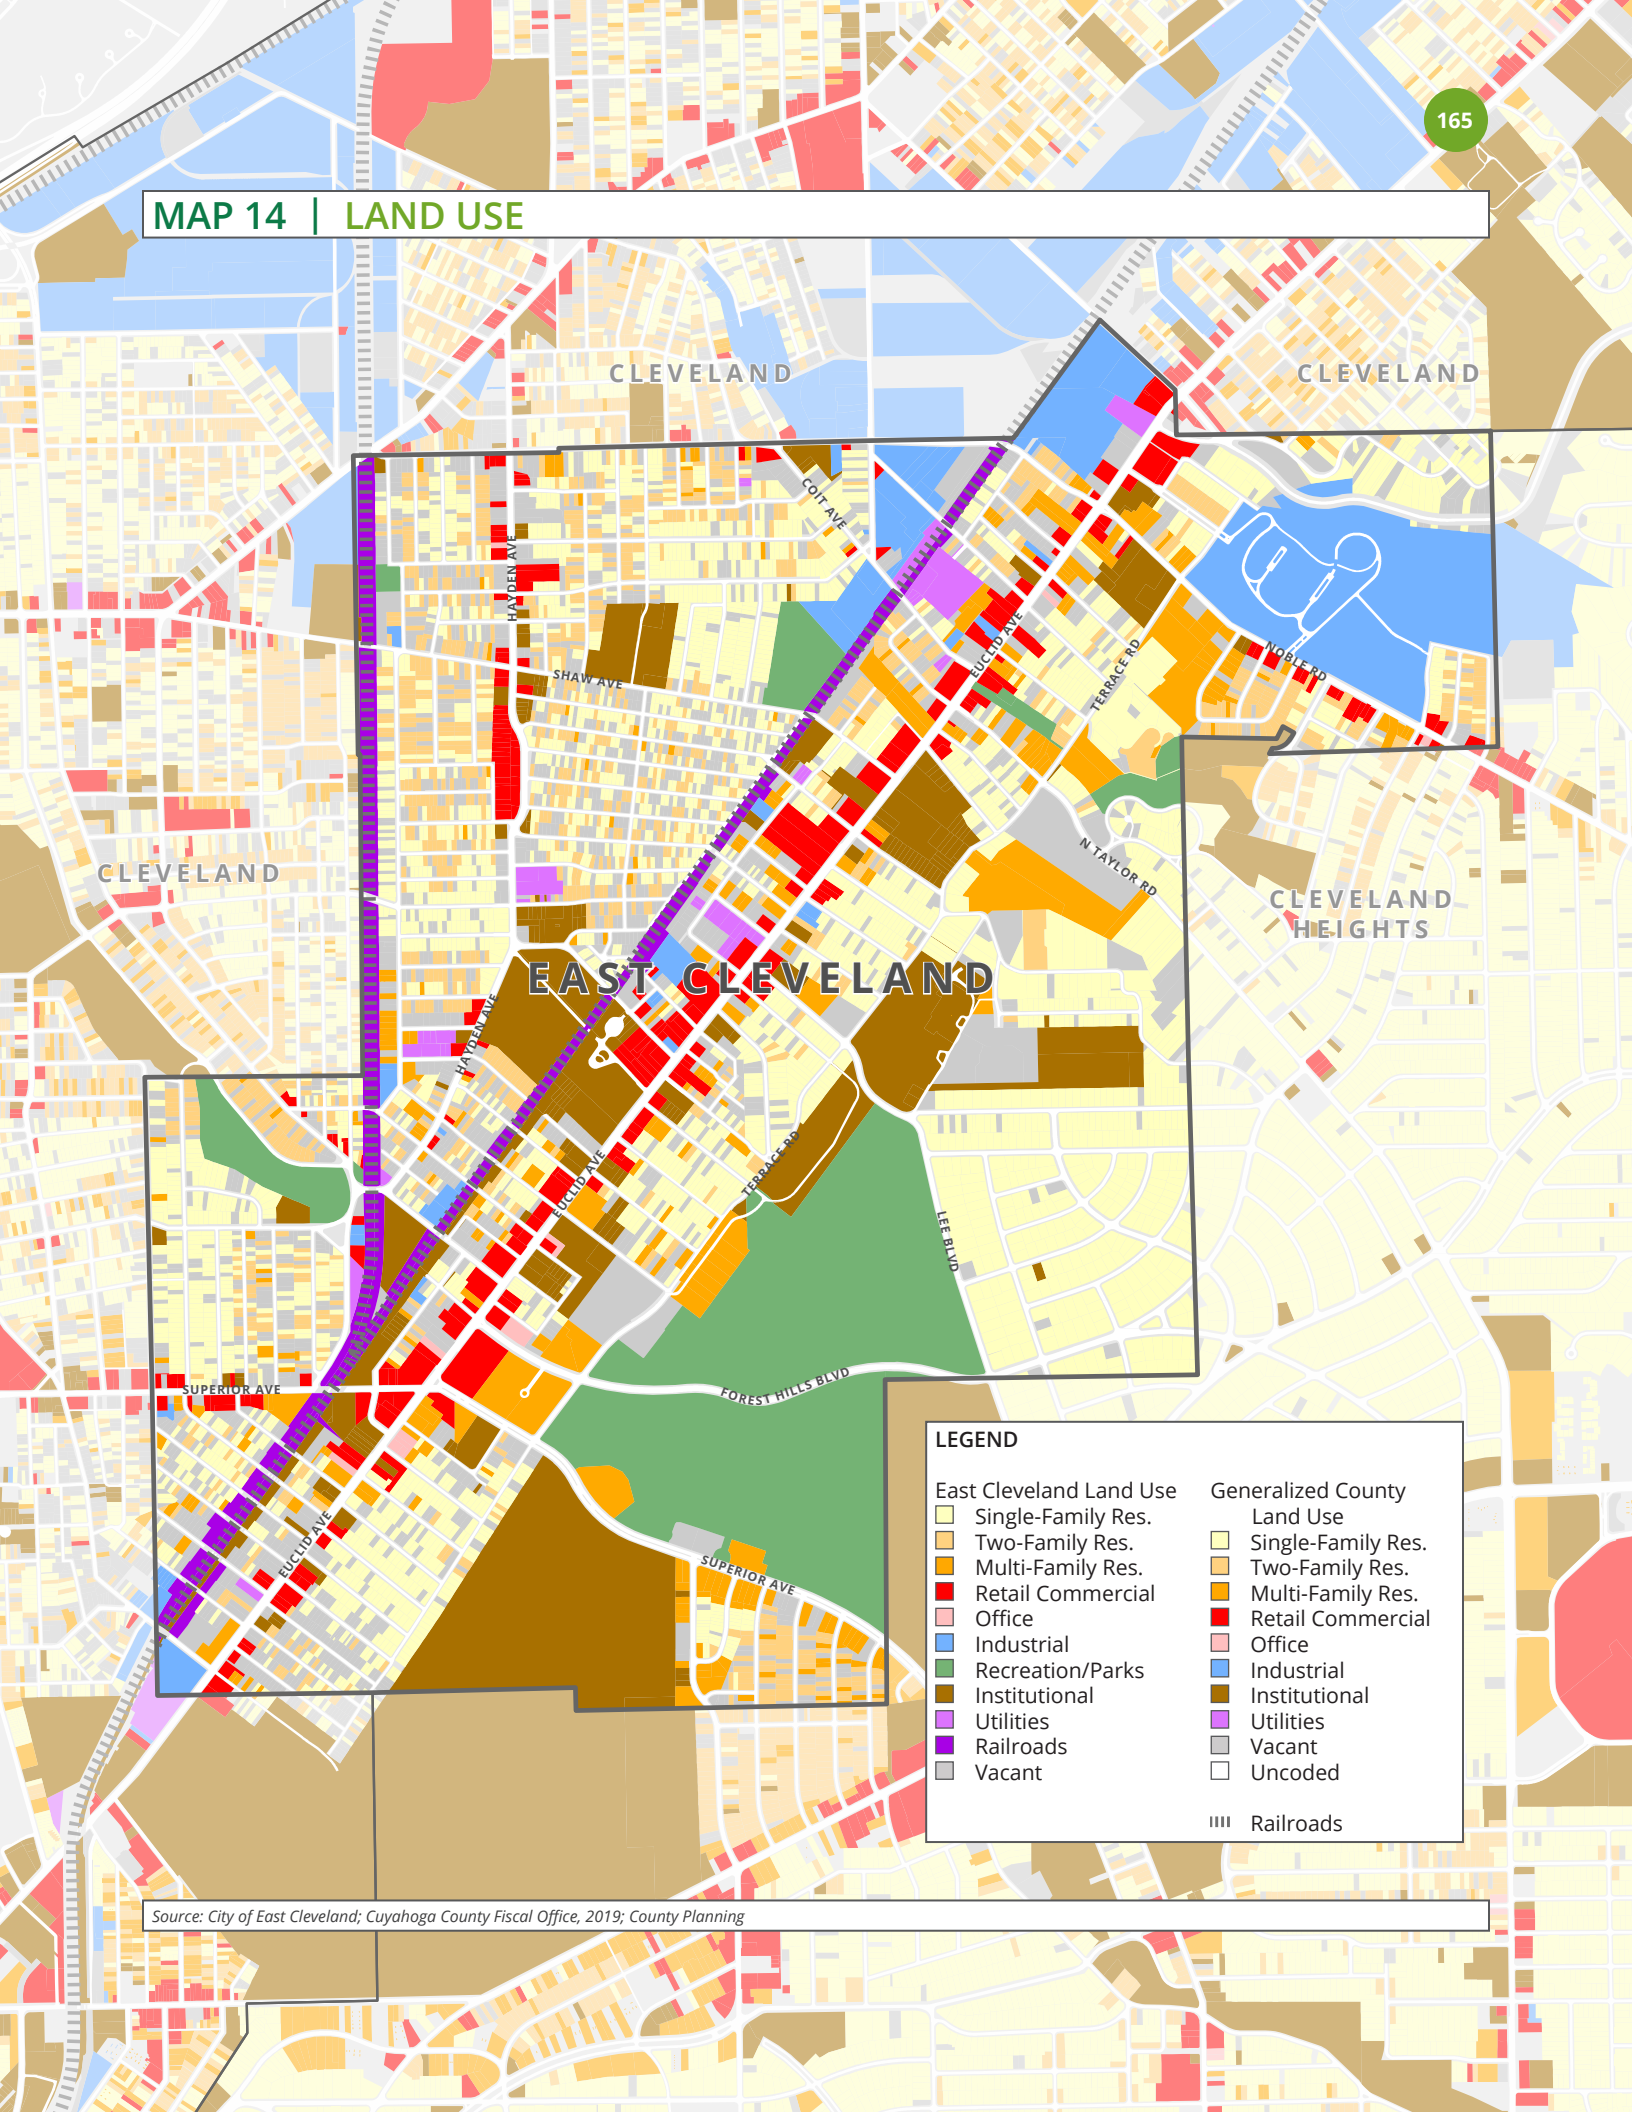 165
MAP 14 | LAND USE
CLEVELAND
CLEVELAND
COIT AVE
HAYDEN AVE
SHAW AVE
EUCLID AVE
TERRACE RD
NOBLE RD
CLEVELAND
N TAYLOR RD
CLEVELAND
HEIGHTS
EAST CLEVELAND
HAYDEN AVE
EUCLID AVE
TERRACE RD
LEE BLVD
SUPERIOR AVE
FOREST HILLS BLVD
EUCLID AVE
SUPERIOR AVE
LEGEND
East Cleveland Land Use
Single-Family Res.
Two-Family Res.
Multi-Family Res.
Retail Commercial
Office
Industrial
Recreation/Parks
Institutional
Utilities
Railroads
Vacant
Generalized County
Land Use
Single-Family Res.
Two-Family Res.
Multi-Family Res.
Retail Commercial
Office
Industrial
Institutional
Utilities
Vacant
Uncoded
Railroads
Source: City of East Cleveland; Cuyahoga County Fiscal Office, 2019; County Planning